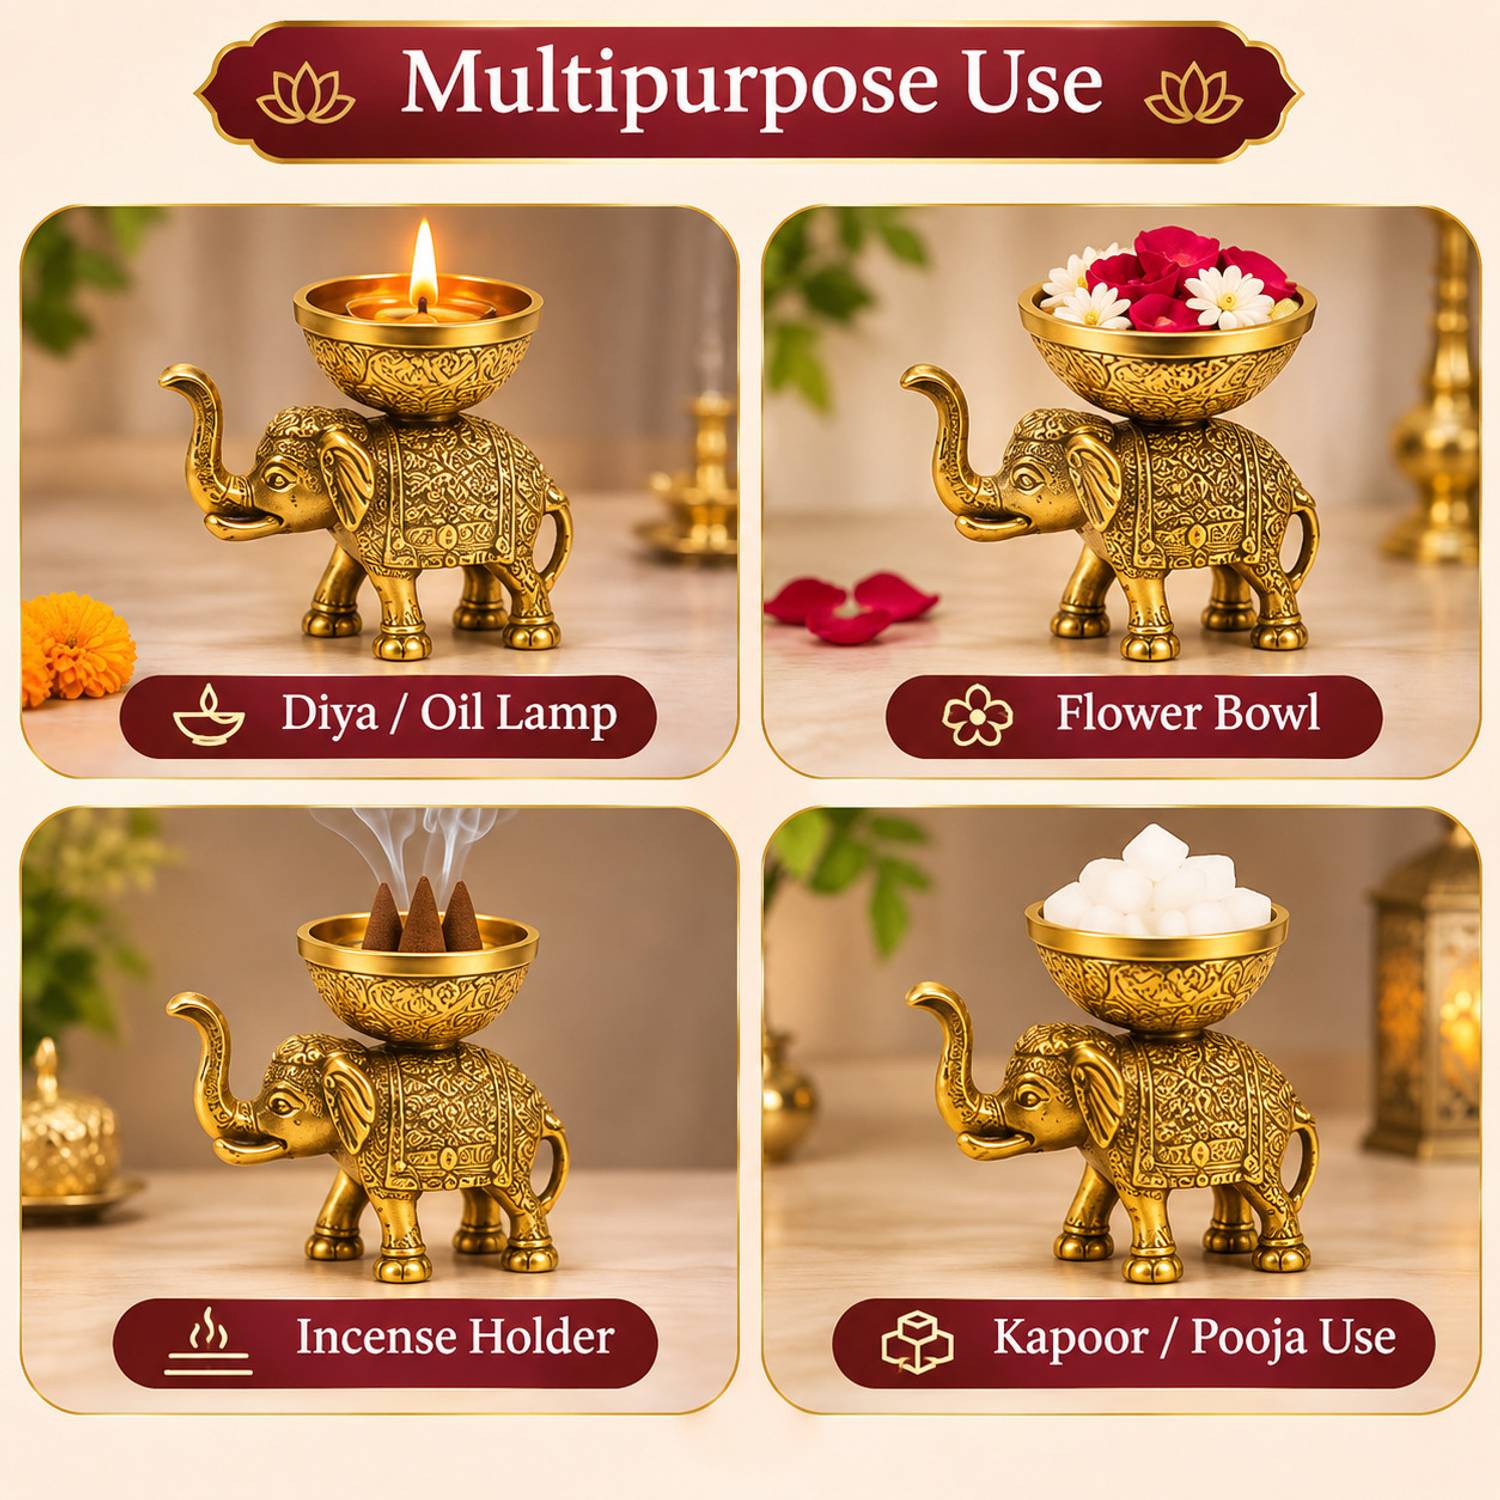 Multipurpose Use
Diya / Oil Lamp
Flower Bowl
Incense Holder
Kapoor / Pooja Use